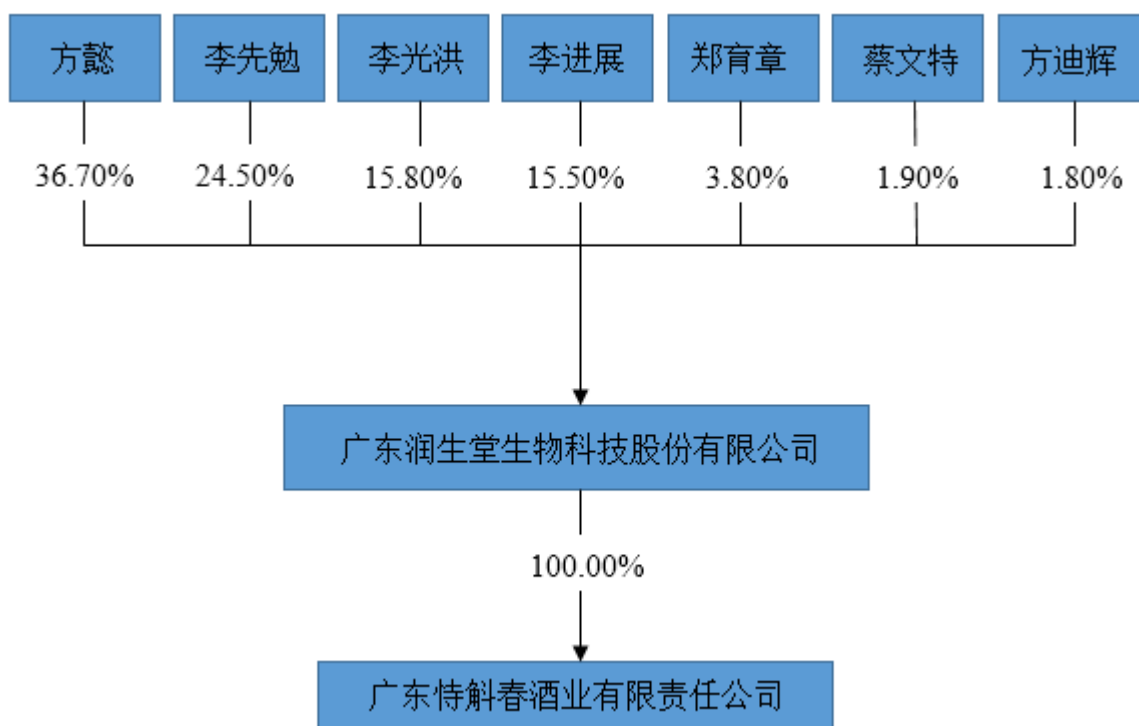 方懿 李先勉 李光洪 李进展 郑育章 蔡文特 方迪辉
36.70% 24.50% 15.80% 15.50% 3.80% 1.90% 1.80%
广东润生堂生物科技股份有限公司
100.00%
广东恃斛春酒业有限责任公司